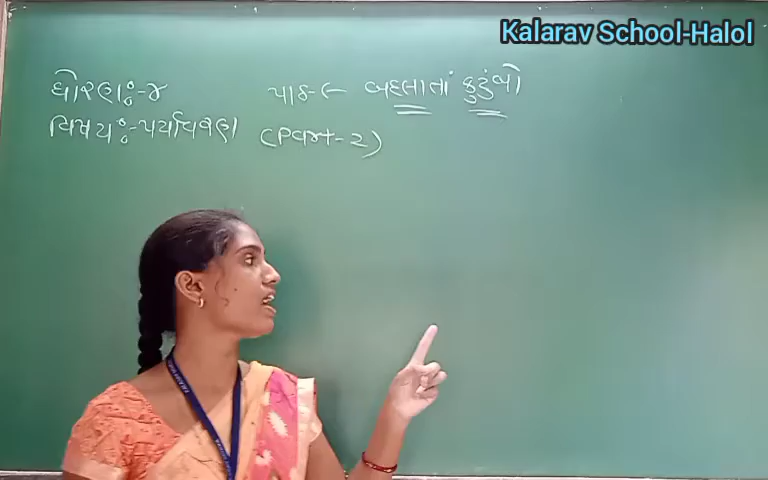 Kalarav School-Halol
ધોરણ:-૪
પાઠ-૯ બદલાતાં કુટુંબો
વિષય:-પર્યાવરણ
(Part-2)